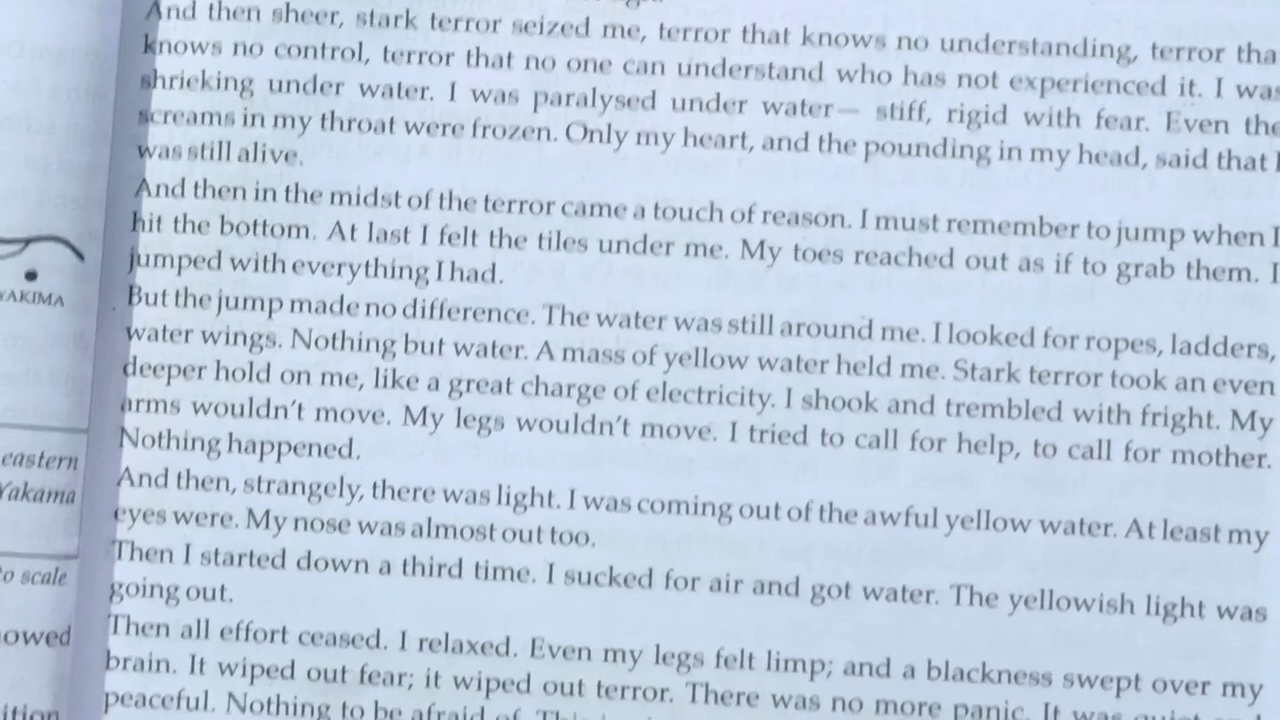 And then sheer, stark terror seized me, terror that knows no understanding, terror tha
knows no control, terror that no one can understand who has not experienced it. I was
shrieking under water. I was paralysed under water— stiff, rigid with fear. Even the
screams in my throat were frozen. Only my heart, and the pounding in my head, said that I
was still alive.
And then in the midst of the terror came a touch of reason. I must remember to jump when I
hit the bottom. At last I felt the tiles under me. My toes reached out as if to grab them. I
jumped with everything I had.
But the jump made no difference. The water was still around me. I looked for ropes, ladders,
water wings. Nothing but water. A mass of yellow water held me. Stark terror took an even
deeper hold on me, like a great charge of electricity. I shook and trembled with fright. My
arms wouldn't move. My legs wouldn't move. I tried to call for help, to call for mother.
Nothing happened.
And then, strangely, there was light. I was coming out of the awful yellow water. At least my
eyes were. My nose was almost out too.
Then I started down a third time. I sucked for air and got water. The yellowish light was
going out.
Then all effort ceased. I relaxed. Even my legs felt limp; and a blackness swept over my
brain. It wiped out fear; it wiped out terror. There was no more panic. It was
peaceful. Nothing to be afraid of.
YAKIMA
eastern
Yakama
to scale
owed
ition